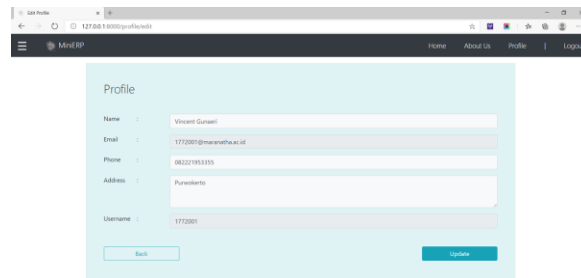 Edit Profile
127.0.0.1:8000/profile/edit
MiniERP Home About Us Profile | Logout
Profile
Name : Vincent Gunawi
Email : 1772001@maranatha.ac.id
Phone : 082221953355
Address : Purwokerto
Username : 1772001
Back Update